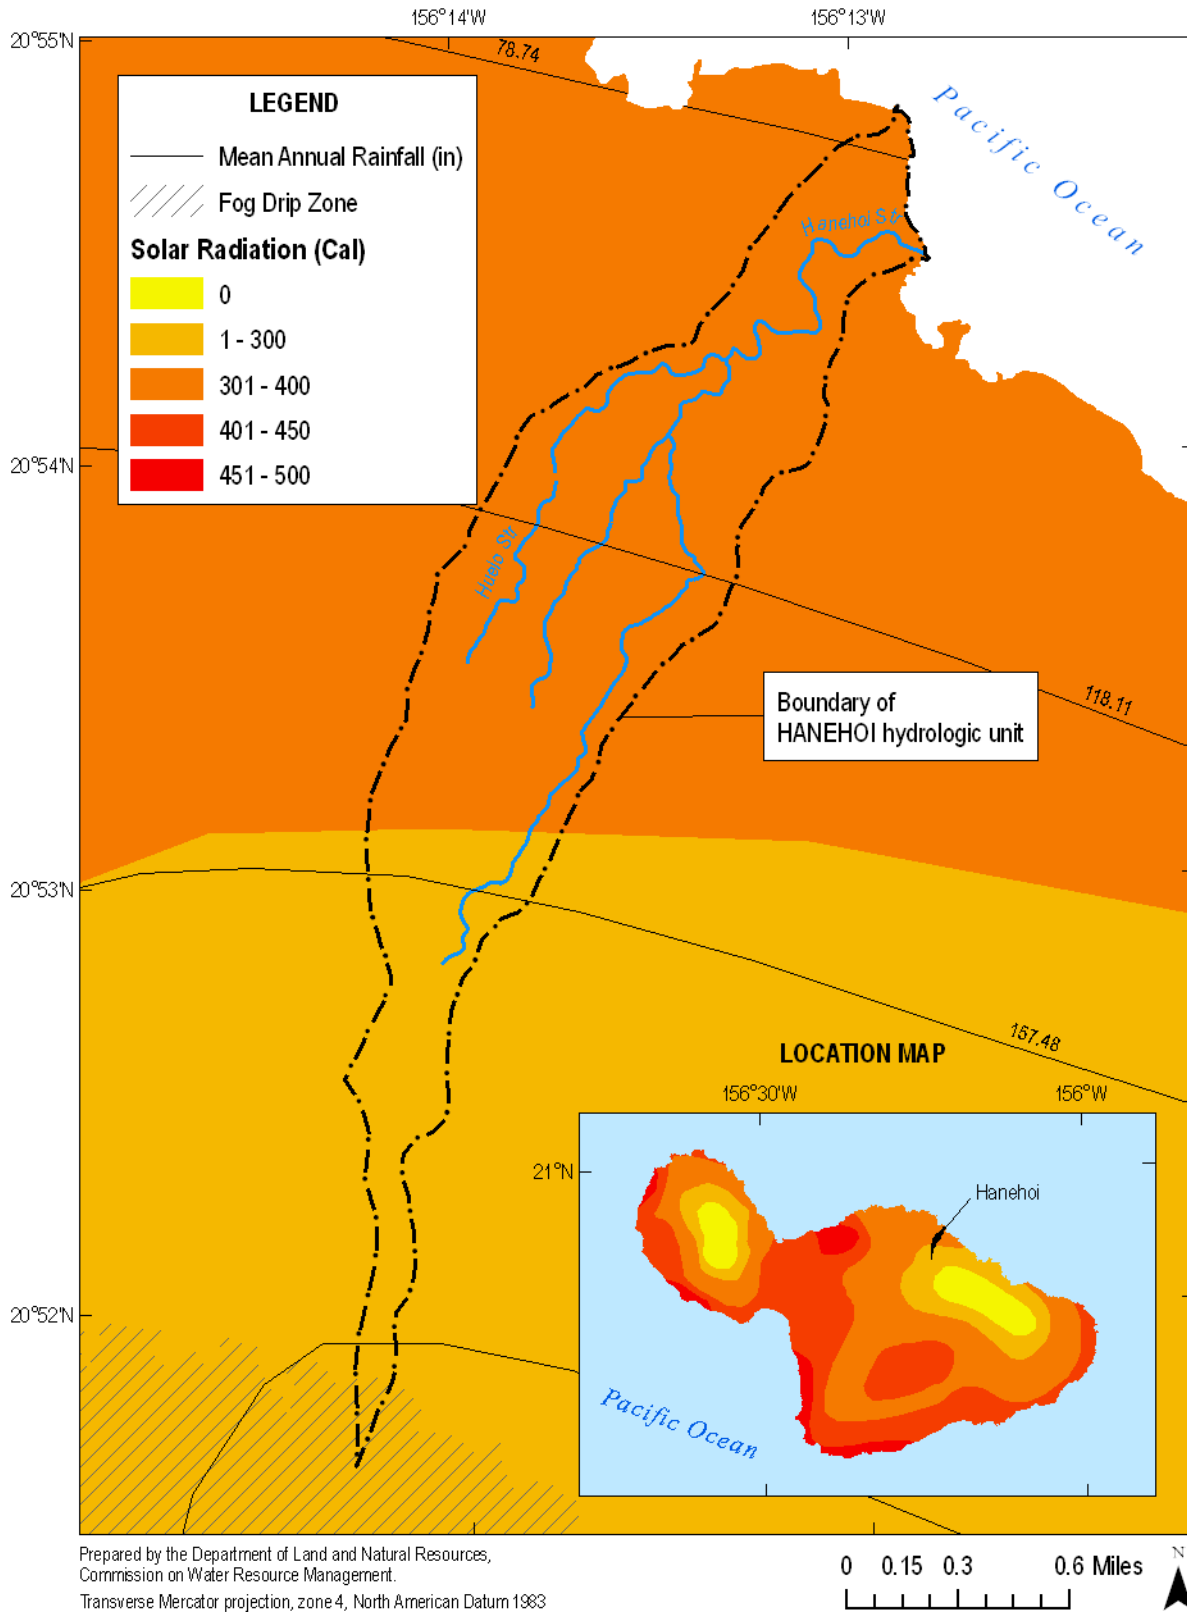 156°14'W
156°13'W
20°55'N
78.74
LEGEND
Mean Annual Rainfall (in)
Fog Drip Zone
Solar Radiation (Cal)
0
1 - 300
301 - 400
401 - 450
451 - 500
Pacific Ocean
Hanehoi Str
20°54'N
Huelo Str
Boundary of
HANEHOI hydrologic unit
118.11
20°53'N
157.48
LOCATION MAP
156°30'W
156°W
21°N
Hanehoi
Pacific Ocean
20°52'N
Prepared by the Department of Land and Natural Resources,
Commission on Water Resource Management.
Transverse Mercator projection, zone 4, North American Datum 1983
0 0.15 0.3 0.6 Miles
N